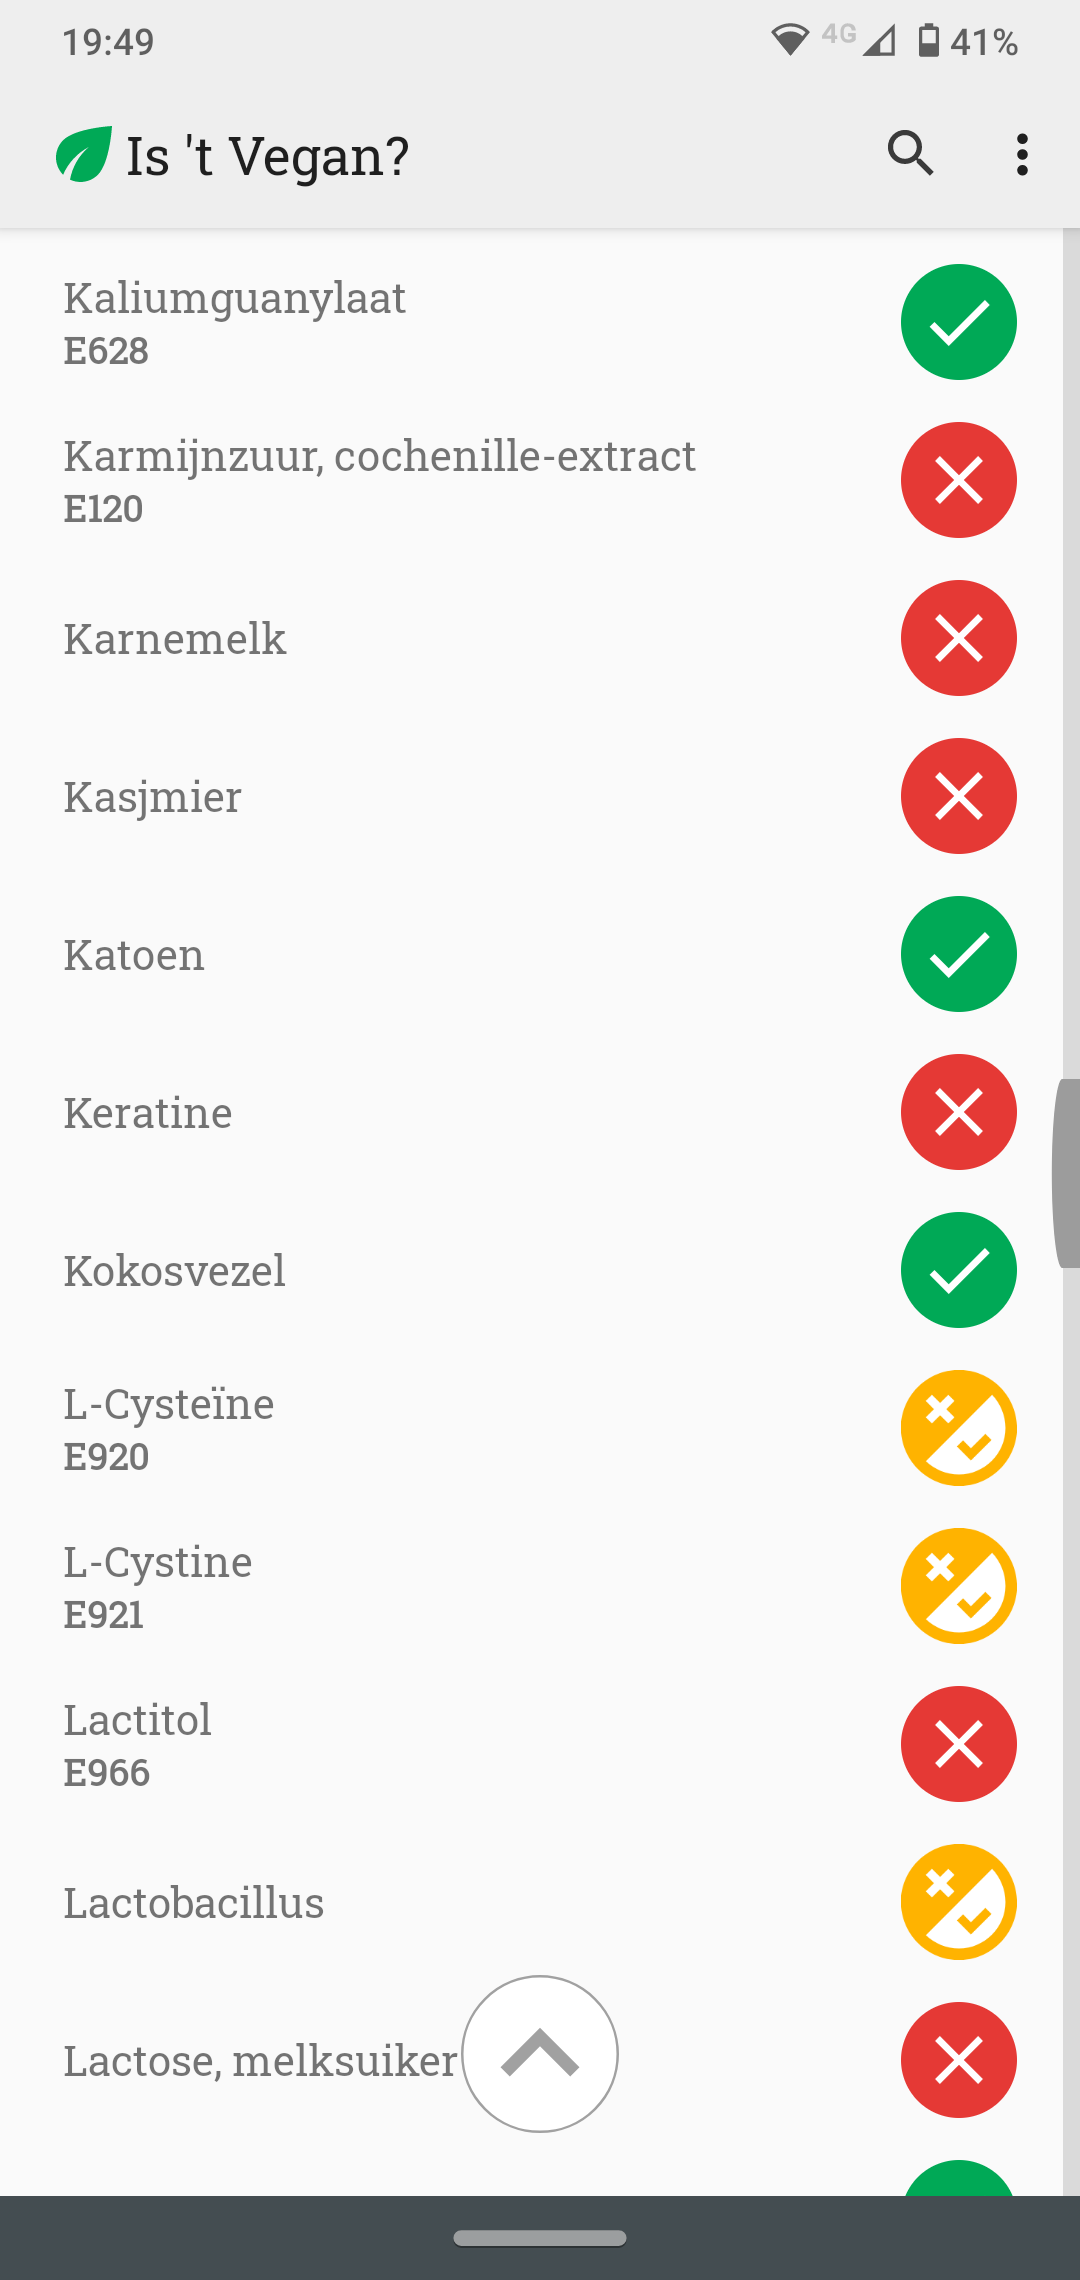 19:49
4G
41%
Is 't Vegan?
Kaliumguanylaat
E628
Karmijnzuur, cochenille-extract
E120
Karnemelk
Kasjmier
Katoen
Keratine
Kokosvezel
L-Cysteïne
E920
L-Cystine
E921
Lactitol
E966
Lactobacillus
Lactose, melksuiker